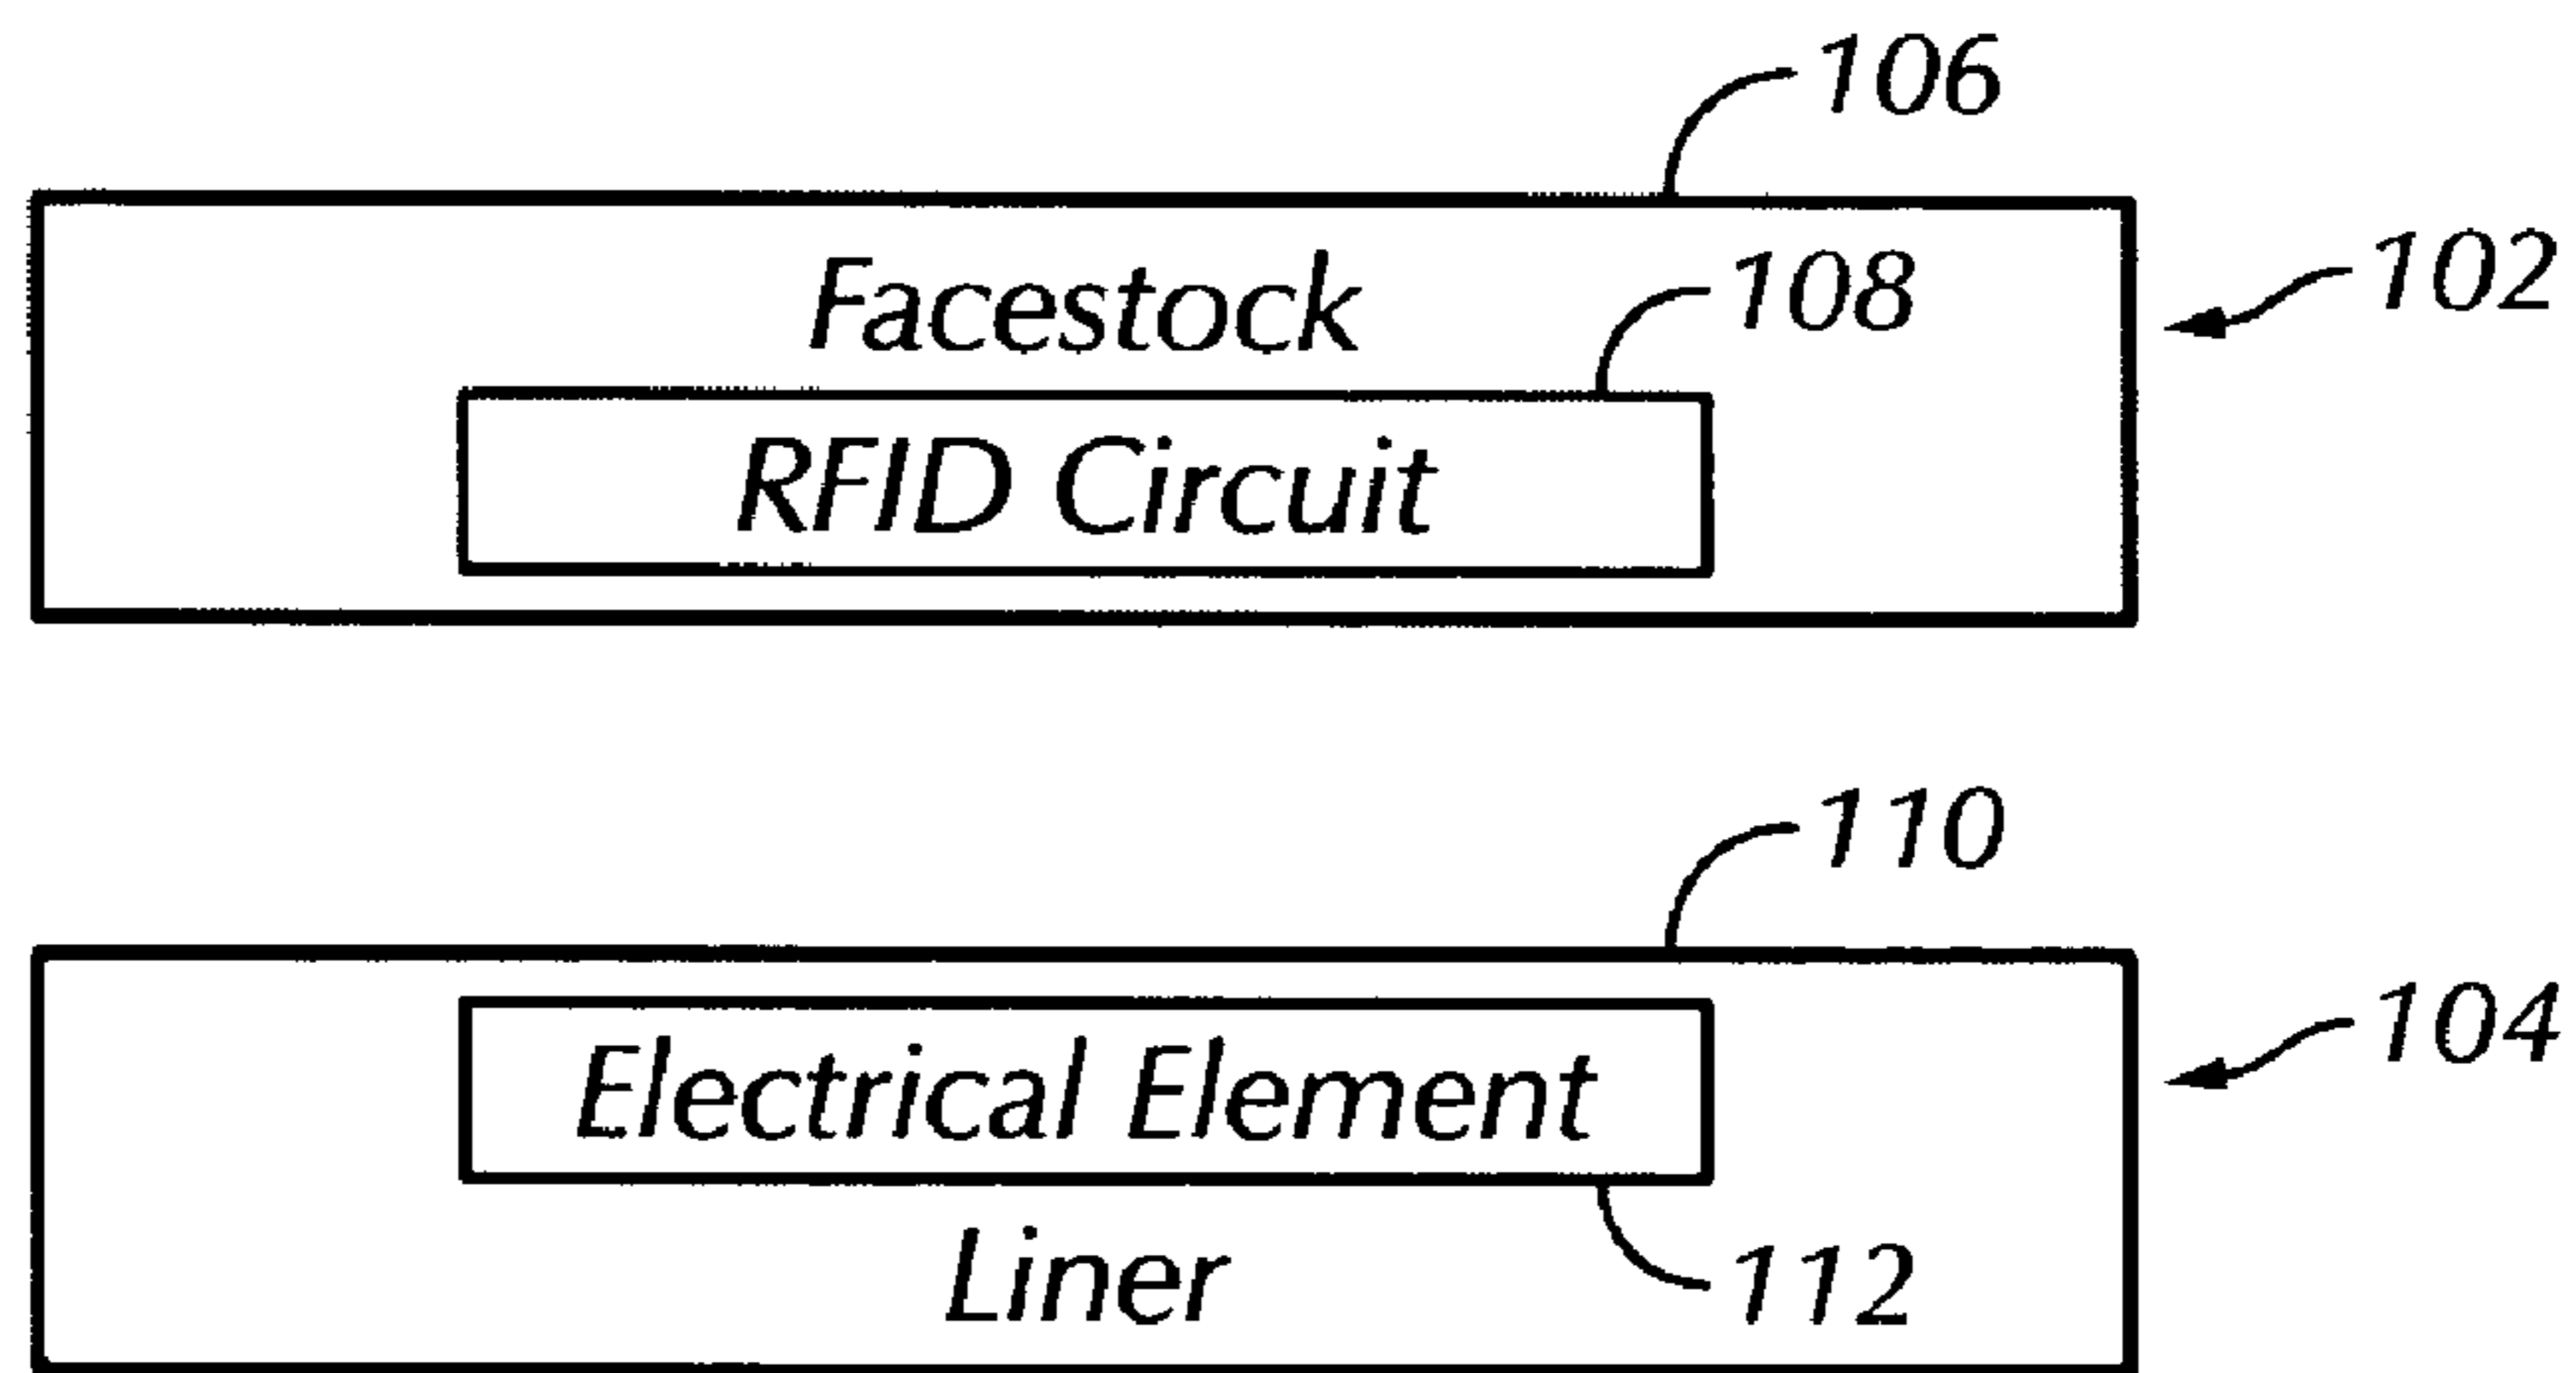 106
102
Facestock
108
RFID Circuit
110
104
Electrical Element
112
Liner